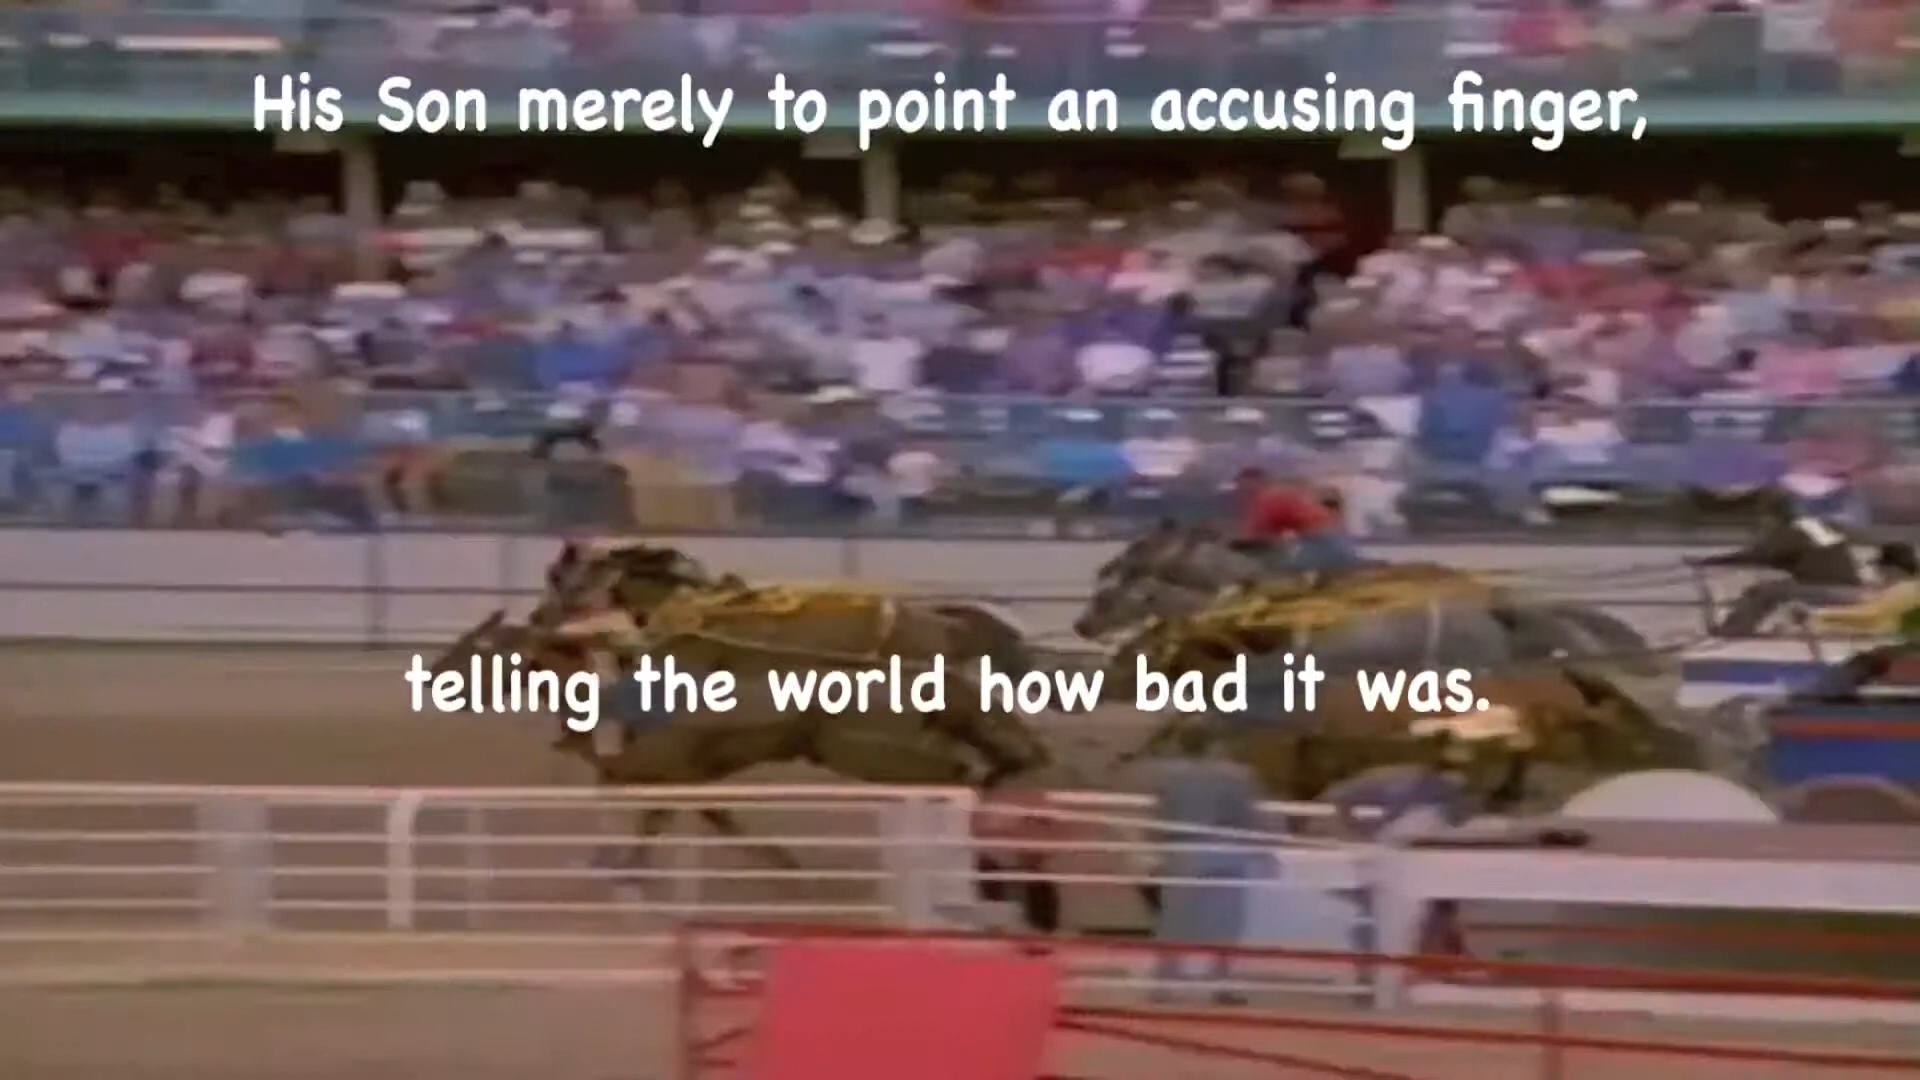 His Son merely to point an accusing finger,
telling the world how bad it was.